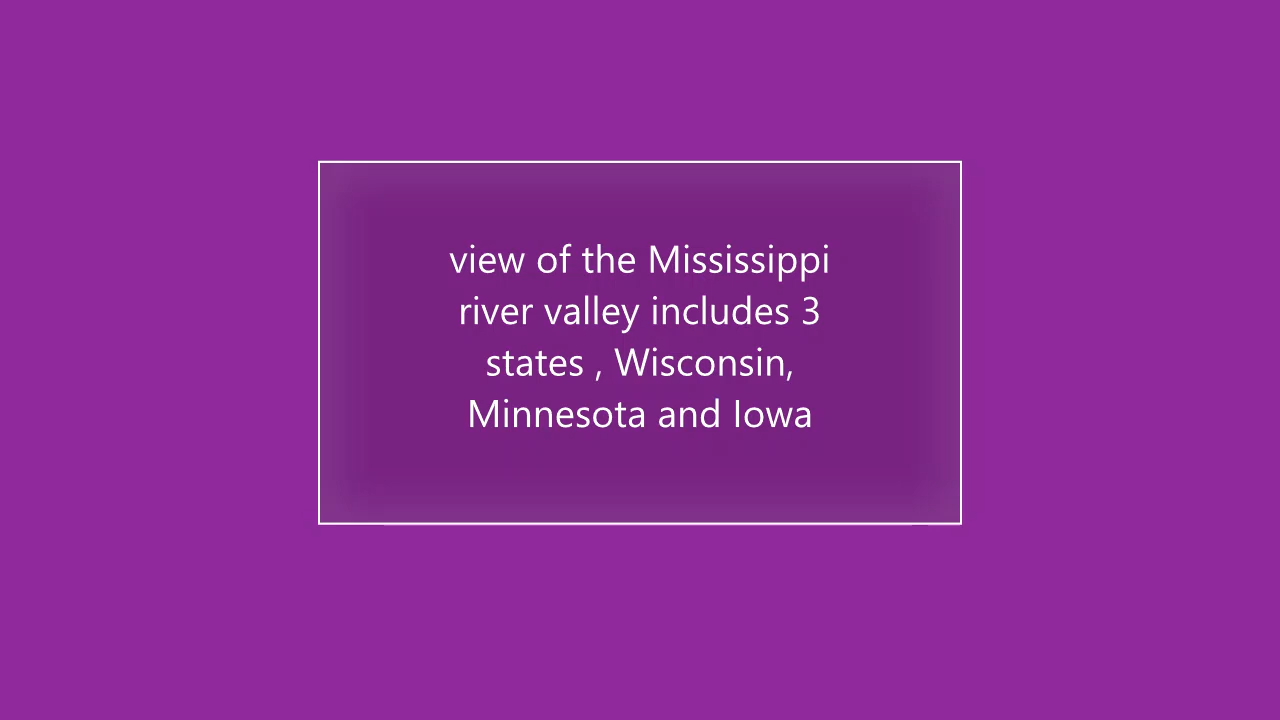 view of the Mississippi
river valley includes 3
states , Wisconsin,
Minnesota and Iowa